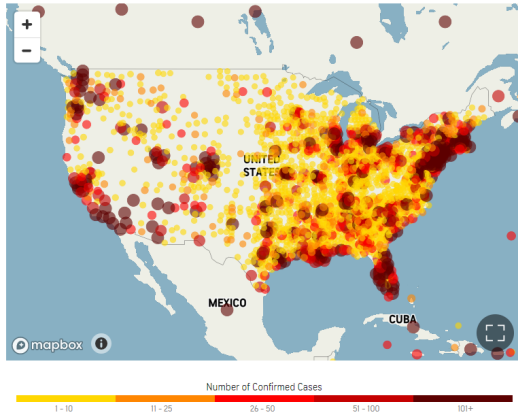 +
−
UNITED
STATES
MEXICO
CUBA
mapbox
i
Number of Confirmed Cases
1 - 10
11 - 25
26 - 50
51 - 100
101+